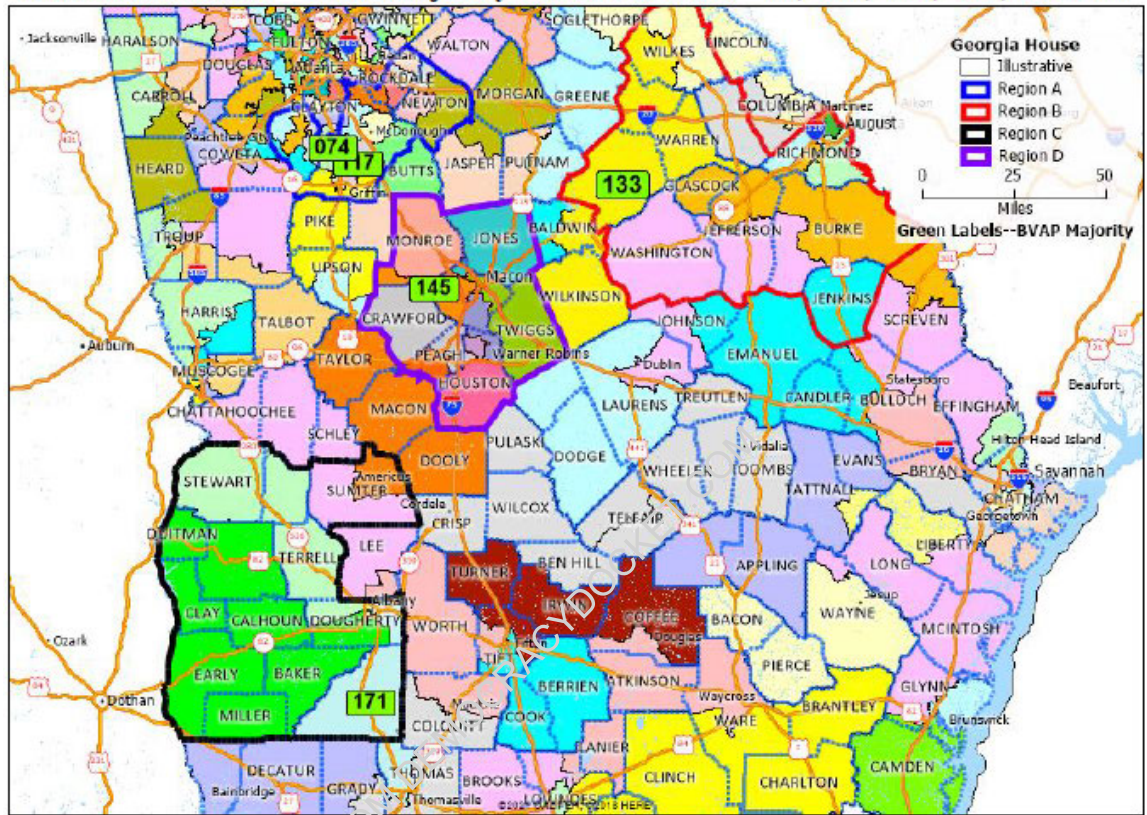 Georgia House
Illustrative
Region A
Region B
Region C
Region D
0 25 50
Miles
Green Labels--BVAP Majority
COBB
GWINNETT
OGLETHORPE
Jacksonville
HARALSON
FULTON
WALTON
WILKES
LINCOLN
DOUGLAS
Atlanta
ROCKDALE
CARROLL
CLAYTON
NEWTON
MORGAN
GREENE
COLUMBIA
Martinez
Aiken
Augusta
Peachtree City
McDonough
WARREN
RICHMOND
COWETA
074
HEARD
BUTTS
JASPER
PUTNAM
133
GLASCOCK
Griffin
PIKE
MONROE
JONES
BALDWIN
JEFFERSON
BURKE
TROUP
WASHINGTON
UPSON
Macon
145
WILKINSON
JENKINS
HARRIS
TALBOT
CRAWFORD
TWIGGS
JOHNSON
SCREVEN
Auburn
TAYLOR
PEACH
Warner Robins
EMANUEL
MUSCOGEE
HOUSTON
Dublin
Statesboro
Beaufort
CHATTAHOOCHEE
MACON
LAURENS
TREUTLEN
CANDLER
BULLOCH
EFFINGHAM
SCHLEY
PULASKI
Hilton Head Island
DOOLY
DODGE
Vidalia
EVANS
STEWART
Americus
WHEELER
TOOMBS
BRYAN
Savannah
SUMTER
TATTNALL
CHATHAM
Cordele
WILCOX
TELFAIR
Georgetown
QUITMAN
CRISP
LIBERTY
TERRELL
LEE
BEN HILL
APPLING
LONG
TURNER
Albany
IRWIN
Jesup
CLAY
CALHOUN
DOUGHERTY
WORTH
COFFEE
BACON
WAYNE
MCINTOSH
Ozark
Douglas
Tifton
TIFT
EARLY
BAKER
BERRIEN
ATKINSON
PIERCE
GLYNN
Dothan
171
Waycross
BRANTLEY
MILLER
COLQUITT
COOK
WARE
Brunswick
LANIER
DECATUR
THOMAS
CAMDEN
Bainbridge
GRADY
BROOKS
CLINCH
CHARLTON
Thomasville
LOWNDES